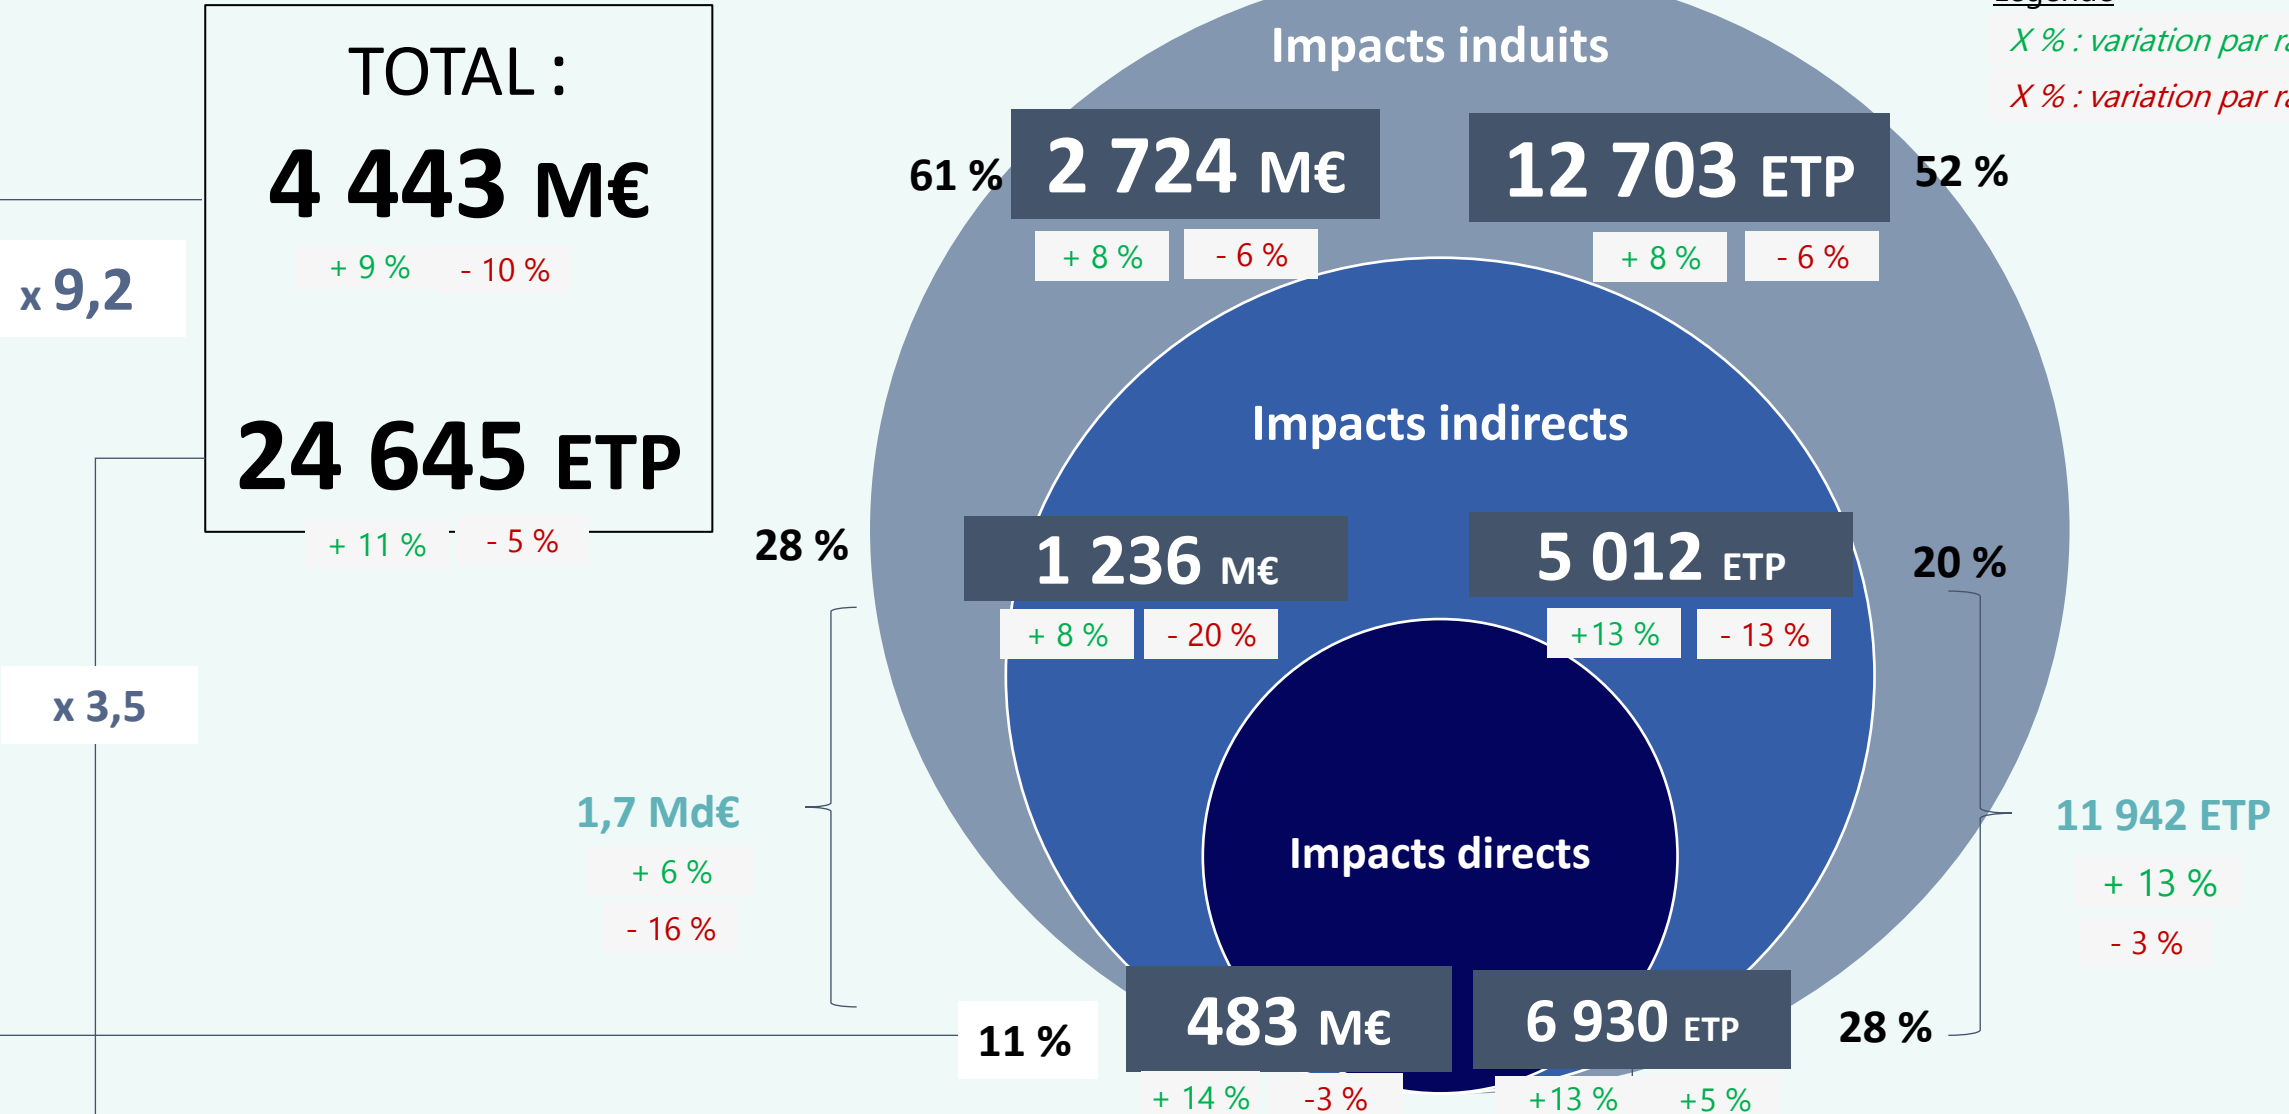 TOTAL :
4 443 M€
+ 9 % - 10 %
24 645 ETP
+ 11 % - 5 %
x 9,2
x 3,5
Impacts induits
61 % 2 724 M€ 12 703 ETP 52 %
+ 8 % - 6 % + 8 % - 6 %
Impacts indirects
28 % 1 236 M€ 5 012 ETP 20 %
+ 8 % - 20 % +13 % - 13 %
Impacts directs
1,7 Md€
+ 6 %
- 16 %
11 942 ETP
+ 13 %
- 3 %
11 % 483 M€ 6 930 ETP 28 %
+ 14 % -3 % +13 % +5 %
X % : variation par
X % : variation par